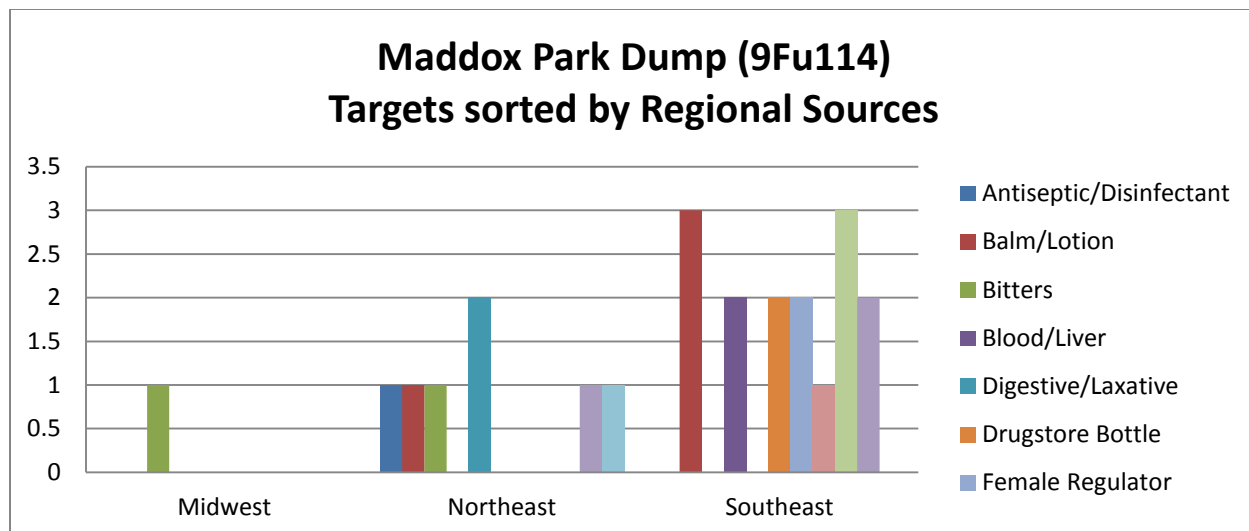 Maddox Park Dump (9Fu114)
Targets sorted by Regional Sources
3.5
3
2.5
2
1.5
1
0.5
0
Midwest
Northeast
Southeast
Antiseptic/Disinfectant
Balm/Lotion
Bitters
Blood/Liver
Digestive/Laxative
Drugstore Bottle
Female Regulator